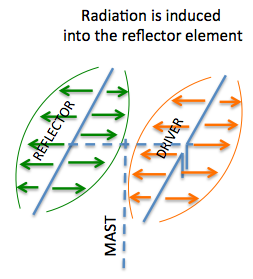 Radiation is induced
into the reflector element
REFLECTOR
DRIVER
MAST